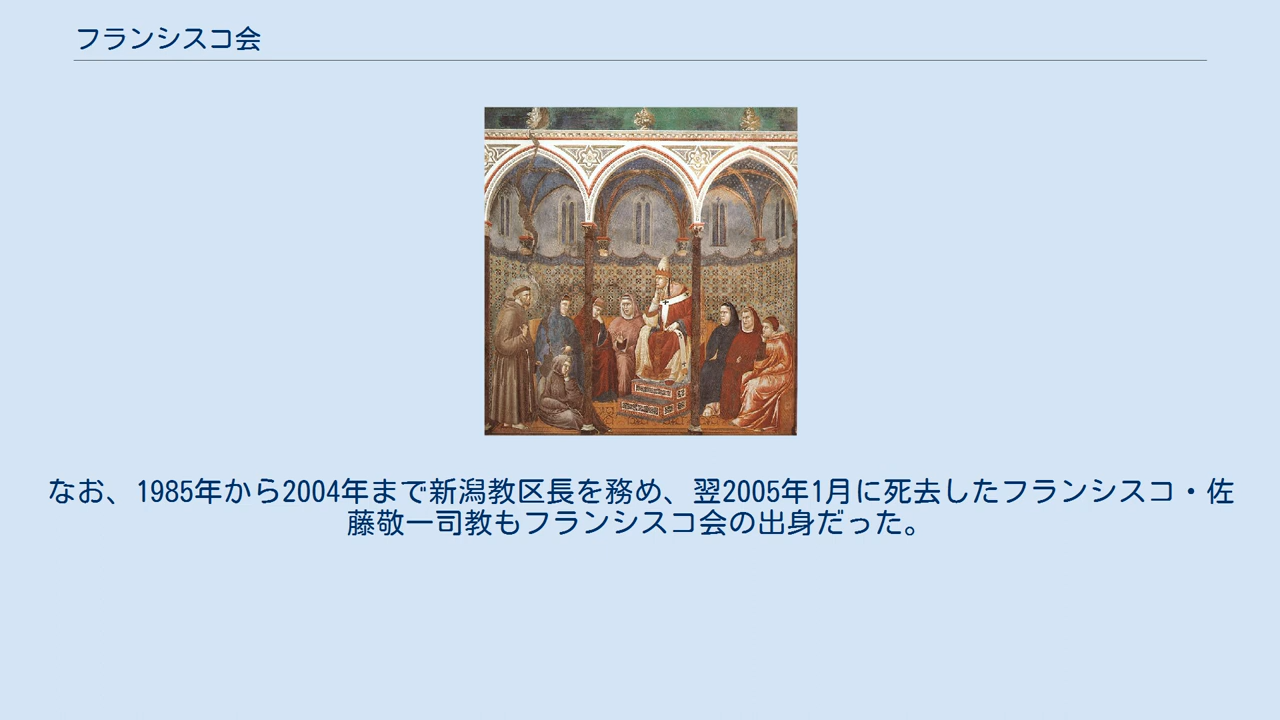 フランシスコ会
なお、1985年から2004年まで新潟教区長を務め、翌2005年1月に死去したフランシスコ・佐
藤敬一司教もフランシスコ会の出身だった。